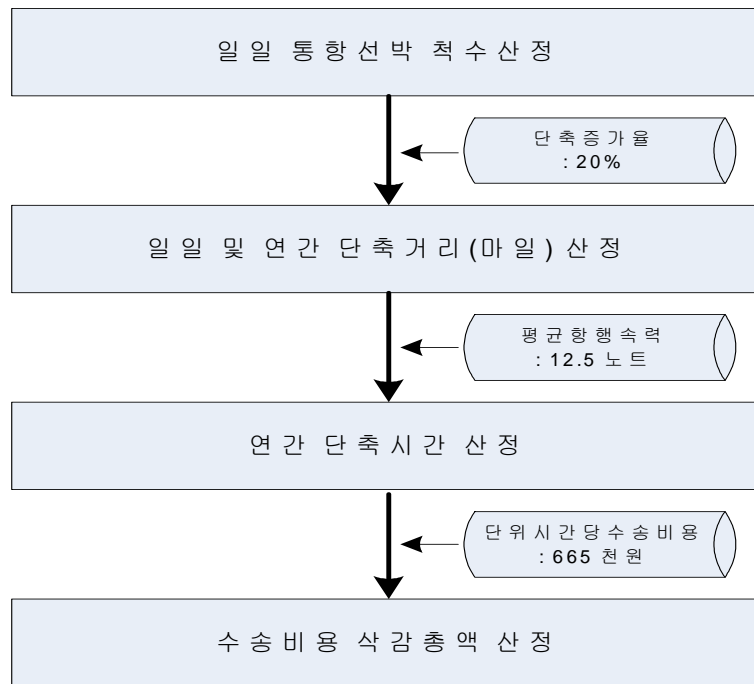 일일 통항선박 척수산정
단축증가율
: 20%
일일 및 연간 단축거리(마일) 산정
평균항행속력
: 12.5 노트
연간 단축시간 산정
단위시간당수송비용
: 665 천원
수송비용 삭감총액 산정